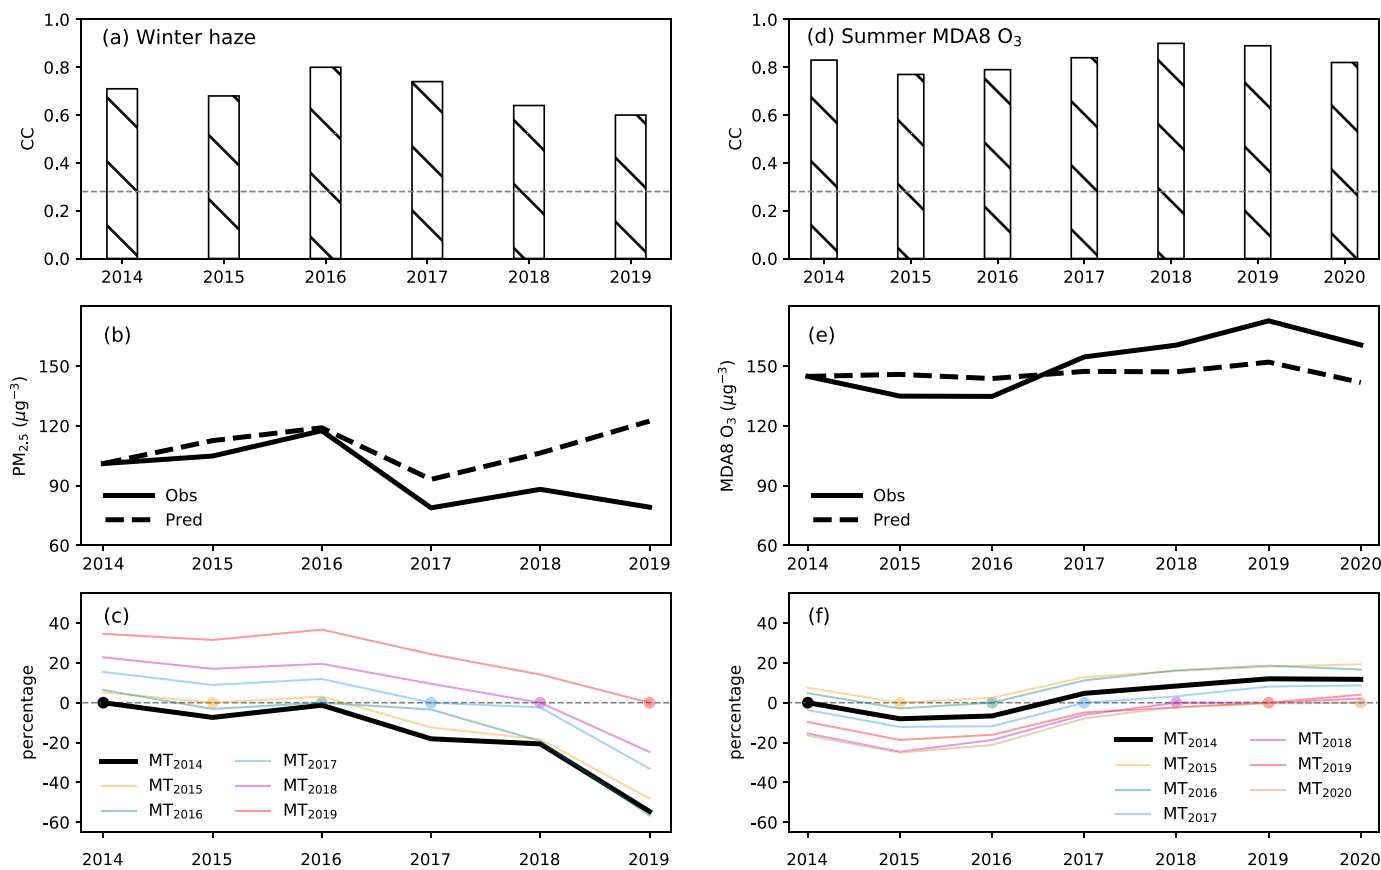 (a) Winter haze
CC
1.0
0.8
0.6
0.4
0.2
0.0
2014 2015 2016 2017 2018 2019
(d) Summer MDA8 O₃
CC
1.0
0.8
0.6
0.4
0.2
0.0
2014 2015 2016 2017 2018 2019 2020
(b)
PM₂.₅ (μg⁻³)
150
120
90
60
Obs
Pred
2014 2015 2016 2017 2018 2019
(e)
MDA8 O₃ (μg⁻³)
150
120
90
60
Obs
Pred
2014 2015 2016 2017 2018 2019 2020
(c)
percentage
40
20
0
-20
-40
-60
MT₂₀₁₄
MT₂₀₁₅
MT₂₀₁₆
MT₂₀₁₇
MT₂₀₁₈
MT₂₀₁₉
2014 2015 2016 2017 2018 2019
(f)
percentage
40
20
0
-20
-40
-60
MT₂₀₁₄
MT₂₀₁₅
MT₂₀₁₆
MT₂₀₁₇
MT₂₀₁₈
MT₂₀₁₉
MT₂₀₂₀
2014 2015 2016 2017 2018 2019 2020